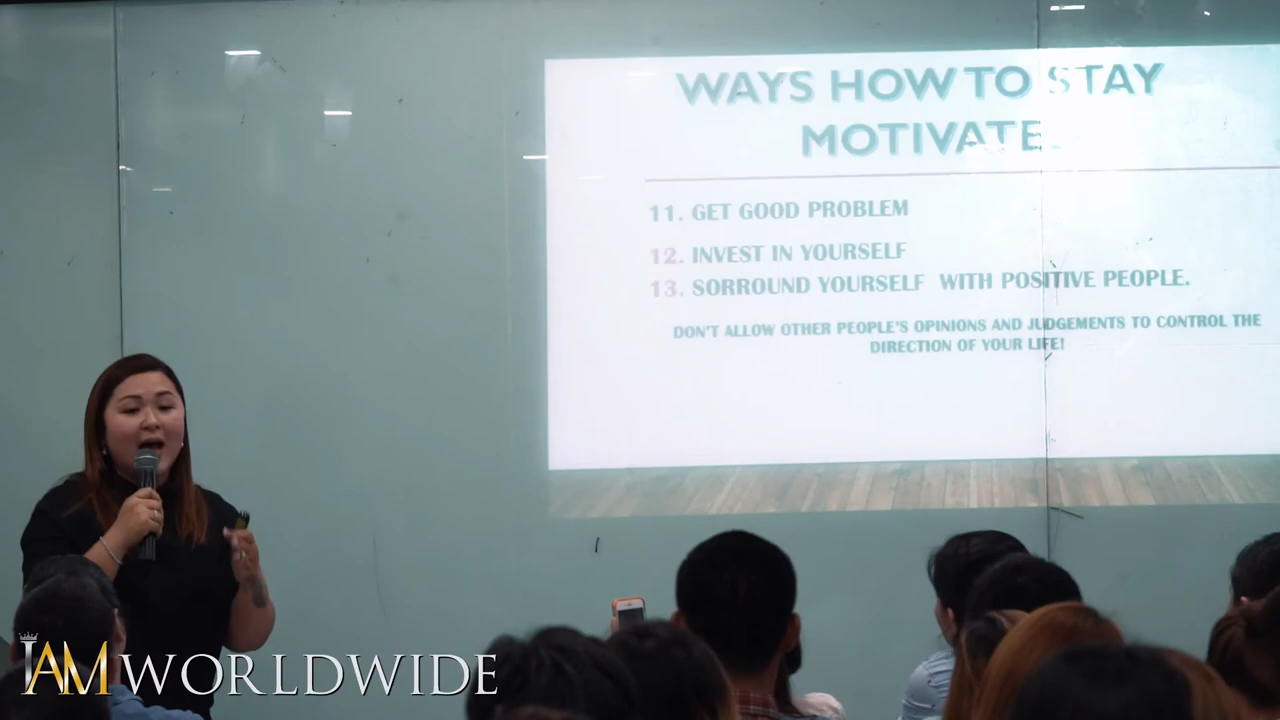 WAYS HOW TO STAY
MOTIVATE
11. GET GOOD PROBLEM
12. INVEST IN YOURSELF
13. SORROUND YOURSELF WITH POSITIVE PEOPLE.
DON'T ALLOW OTHER PEOPLE'S OPINIONS AND JUDGEMENTS TO CONTROL THE
DIRECTION OF YOUR LIFE!
IAM WORLDWIDE